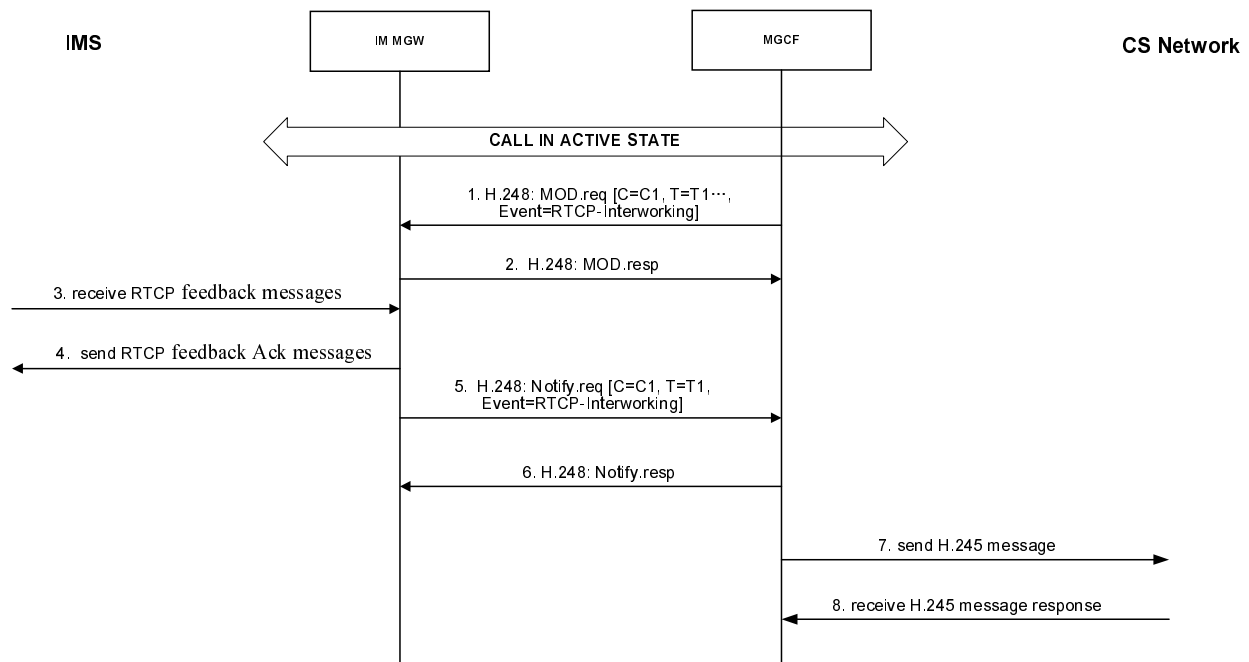 IMS
IM MGW
MGCF
CS Network
CALL IN ACTIVE STATE
1. H.248: MOD.req [C=C1, T=T1…,
Event=RTCP-Interworking]
2. H.248: MOD.resp
3. receive RTCP feedback messages
4. send RTCP feedback Ack messages
5. H.248: Notify.req [C=C1, T=T1,
Event=RTCP-Interworking]
6. H.248: Notify.resp
7. send H.245 message
8. receive H.245 message response